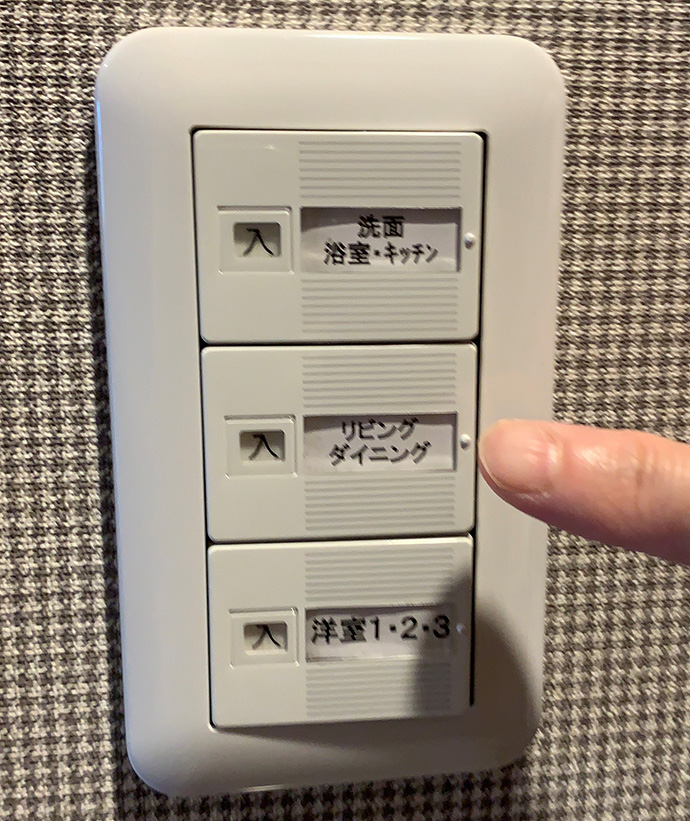 入
洗面
浴室・キッチン
入
リビング
ダイニング
入
洋室1・2・3